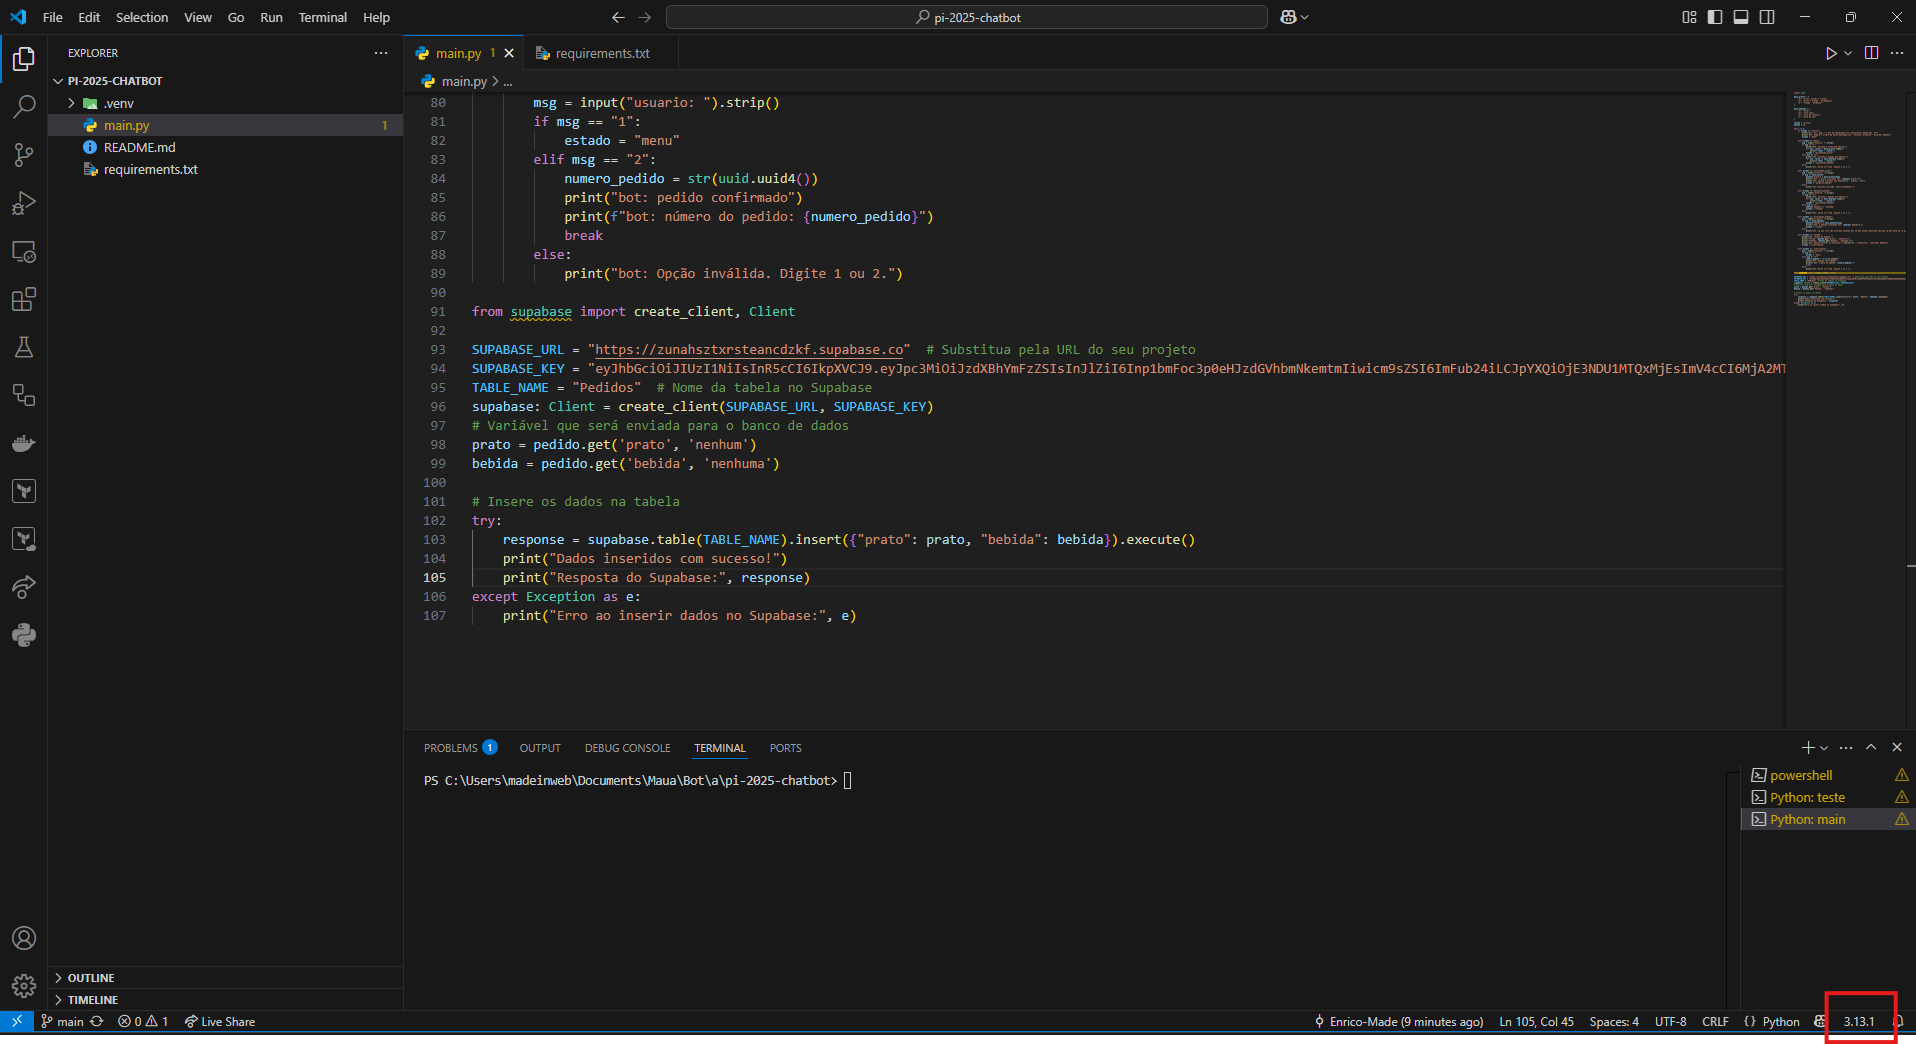 File Edit Selection View Go Run Terminal Help
pi-2025-chatbot
EXPLORER
PI-2025-CHATBOT
.venv
main.py 1
README.md
requirements.txt
OUTLINE
TIMELINE
main.py 1 requirements.txt
main.py > ...
80 msg = input("usuario: ").strip()
81 if msg == "1":
82 estado = "menu"
83 elif msg == "2":
84 numero_pedido = str(uuid.uuid4())
85 print("bot: pedido confirmado")
86 print(f"bot: número do pedido: {numero_pedido}")
87 break
88 else:
89 print("bot: Opção inválida. Digite 1 ou 2.")
90
91 from supabase import create_client, Client
92
93 SUPABASE_URL = "https://zunahsztxrsteancdzkf.supabase.co"  # Substitua pela URL do seu projeto
94 SUPABASE_KEY =
95 TABLE_NAME = "Pedidos"  # Nome da tabela no Supabase
96 supabase: Client = create_client(SUPABASE_URL, SUPABASE_KEY)
97 # Variável que será enviada para o banco de dados
98 prato = pedido.get('prato', 'nenhum')
99 bebida = pedido.get('bebida', 'nenhuma')
100
101 # Insere os dados na tabela
102 try:
103 response = supabase.table(TABLE_NAME).insert({"prato": prato, "bebida": bebida}).execute()
104 print("Dados inseridos com sucesso!")
105 print("Resposta do Supabase:", response)
106 except Exception as e:
107 print("Erro ao inserir dados no Supabase:", e)
PROBLEMS 1 OUTPUT DEBUG CONSOLE TERMINAL PORTS
PS C:\Users\madeinweb\Documents\Maua\Bot\a\pi-2025-chatbot>
powershell
Python: teste
Python: main
main 0 1 Live Share
Enrico-Made (9 minutes ago) Ln 105, Col 45 Spaces: 4 UTF-8 CRLF {} Python 3.13.1